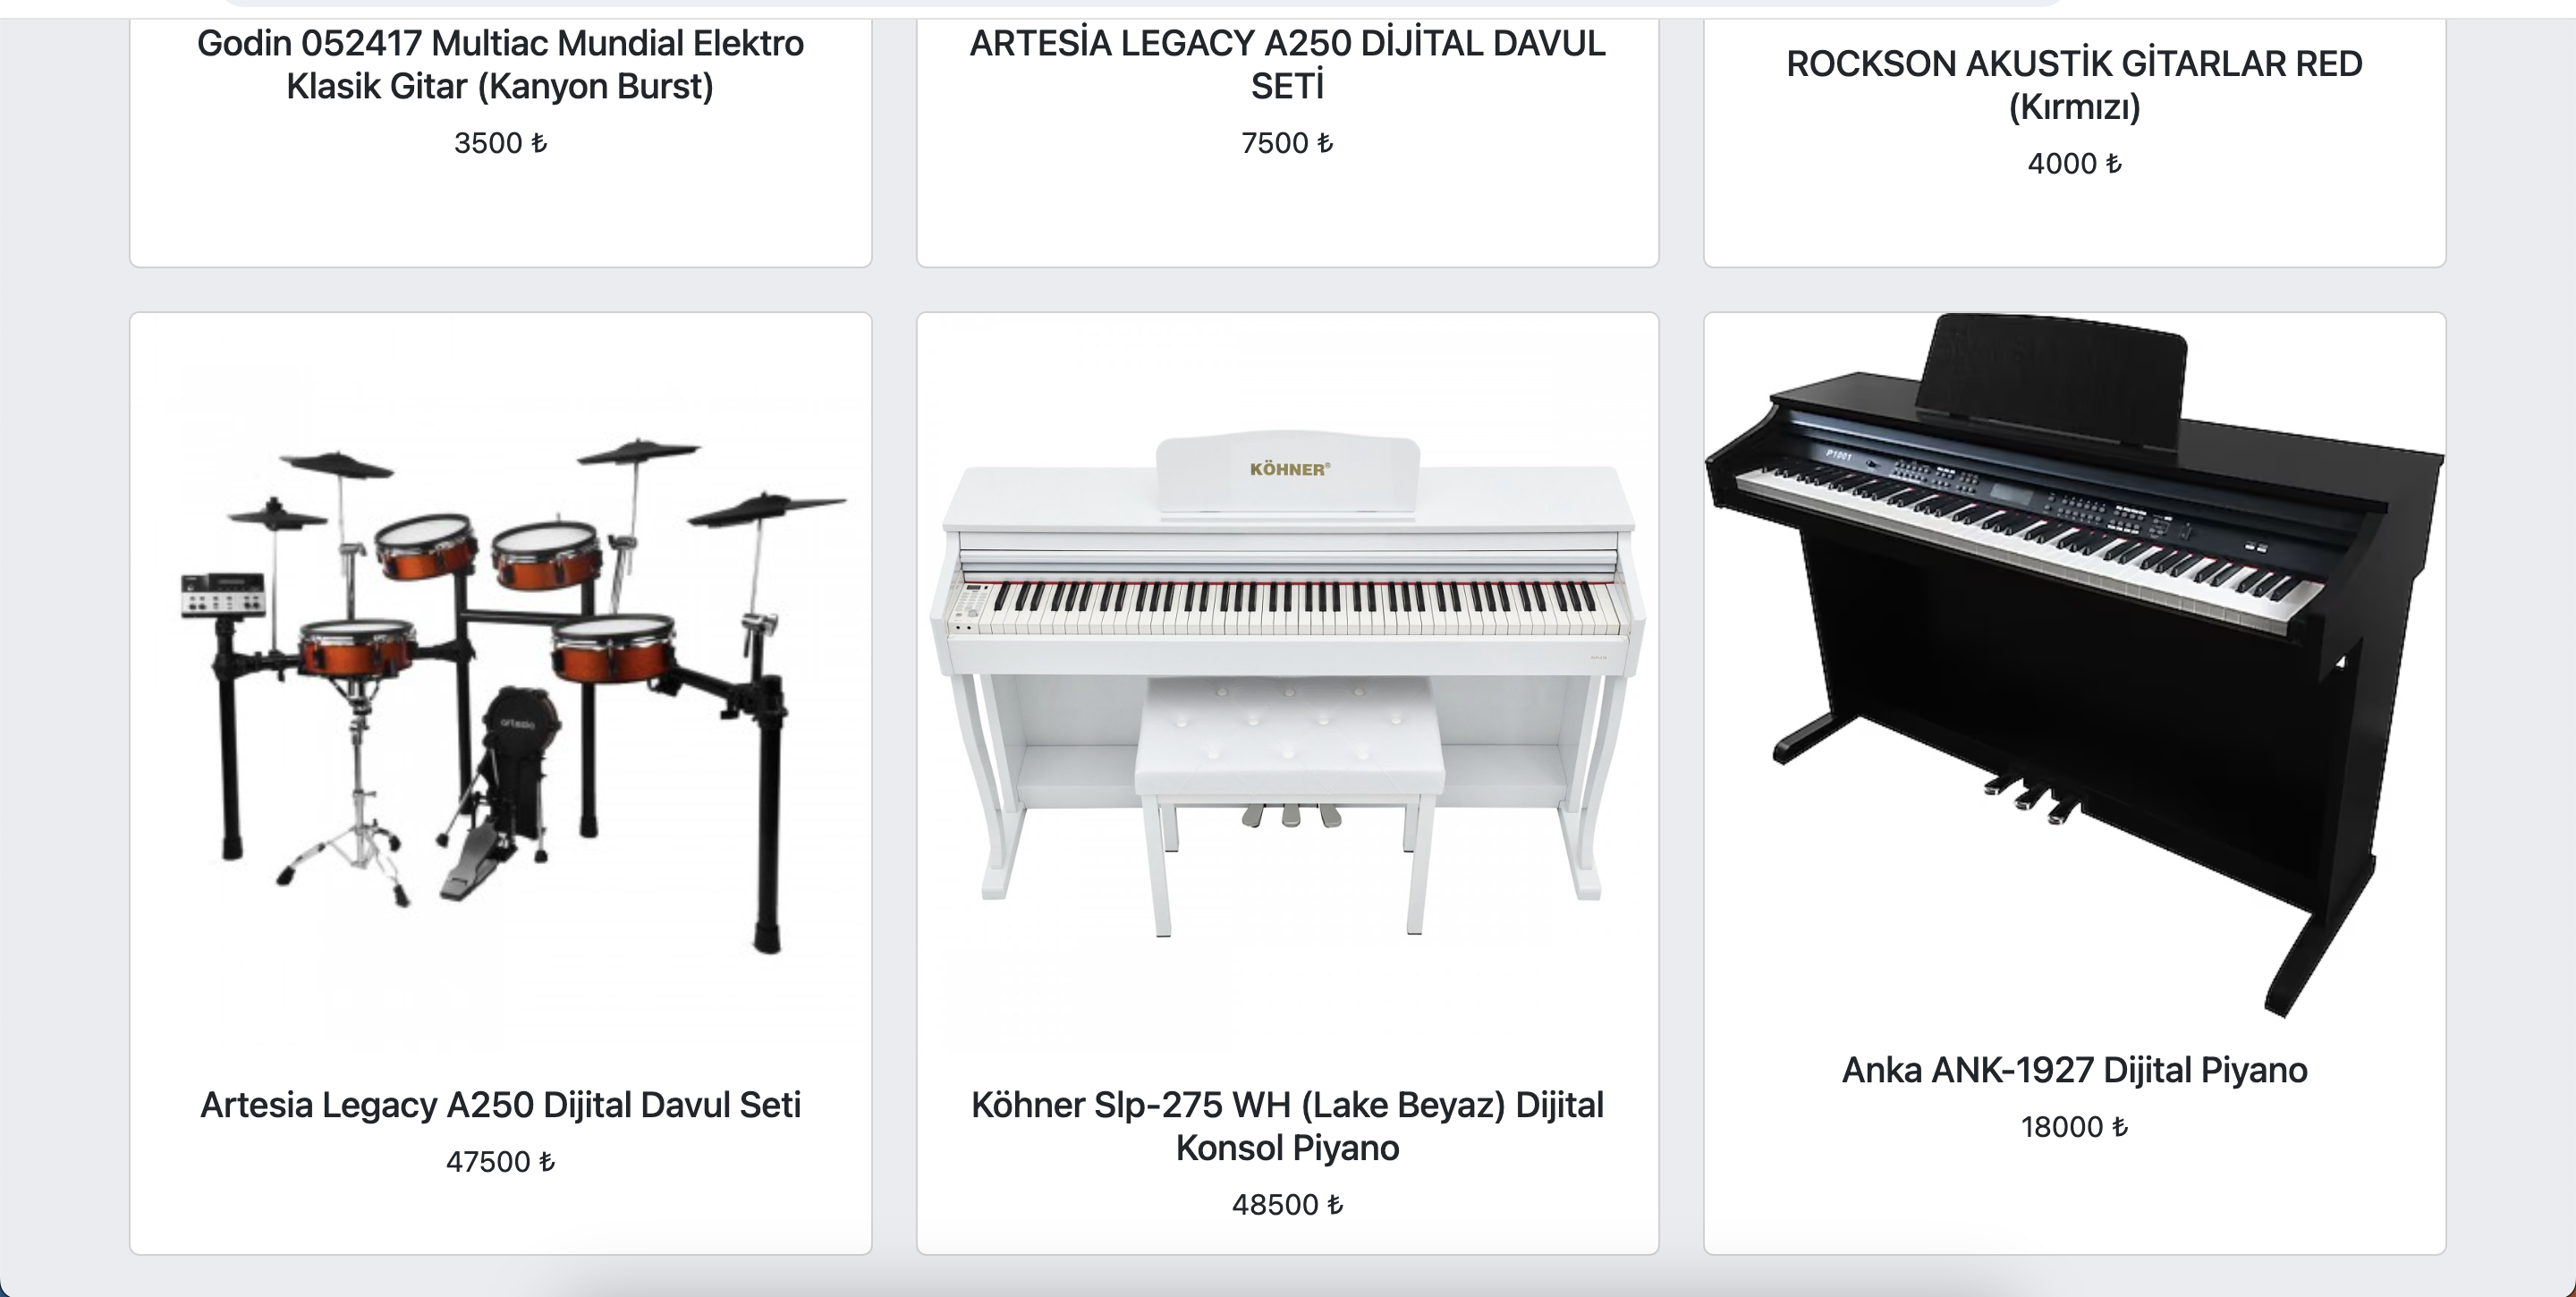 Godin 052417 Multiac Mundial Elektro
Klasik Gitar (Kanyon Burst)
3500 ₺
ARTESİA LEGACY A250 DİJİTAL DAVUL
SETİ
7500 ₺
ROCKSON AKUSTİK GİTARLAR RED
(Kırmızı)
4000 ₺
artesia
Artesia Legacy A250 Dijital Davul Seti
47500 ₺
KÖHNER®
Köhner Slp-275 WH (Lake Beyaz) Dijital
Konsol Piyano
48500 ₺
P1001
Anka ANK-1927 Dijital Piyano
18000 ₺